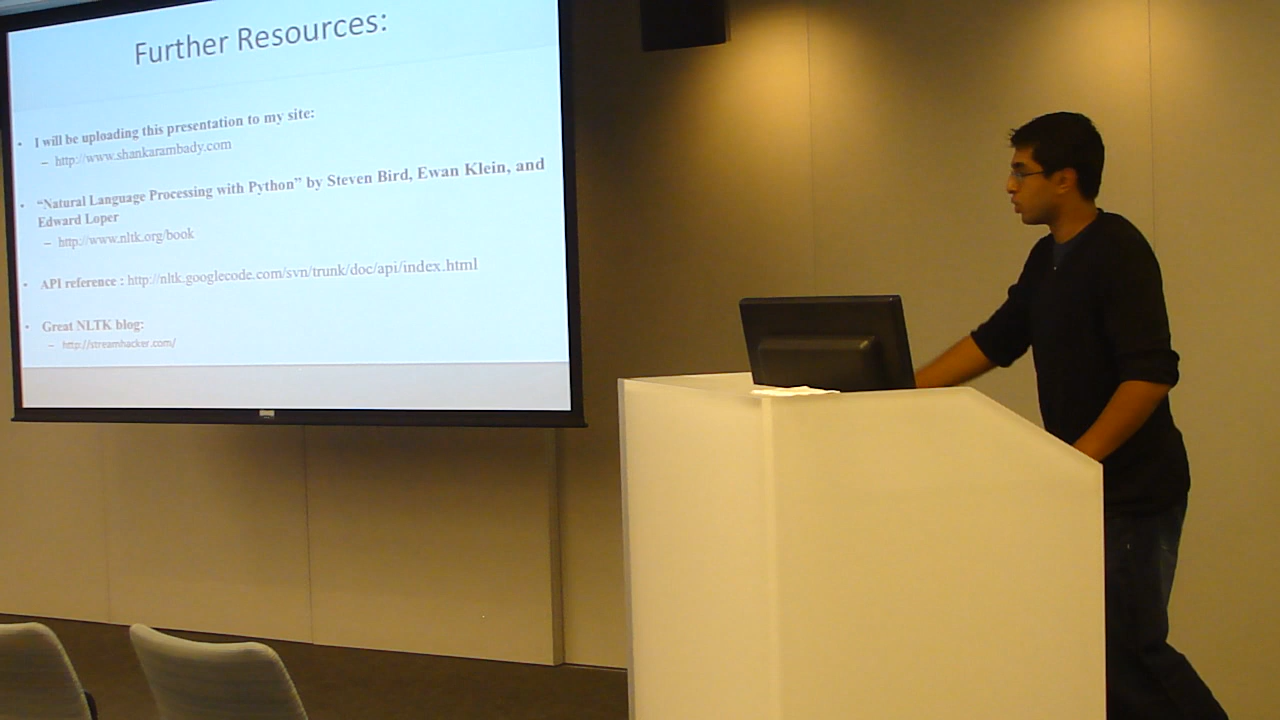 Further Resources:
• I will be uploading this presentation to my site:
– http://www.shankarambady.com
• “Natural Language Processing with Python” by Steven Bird, Ewan Klein, and
Edward Loper
– http://www.nltk.org/book
• API reference : http://nltk.googlecode.com/svn/trunk/doc/api/index.html
• Great NLTK blog:
– http://streamhacker.com/